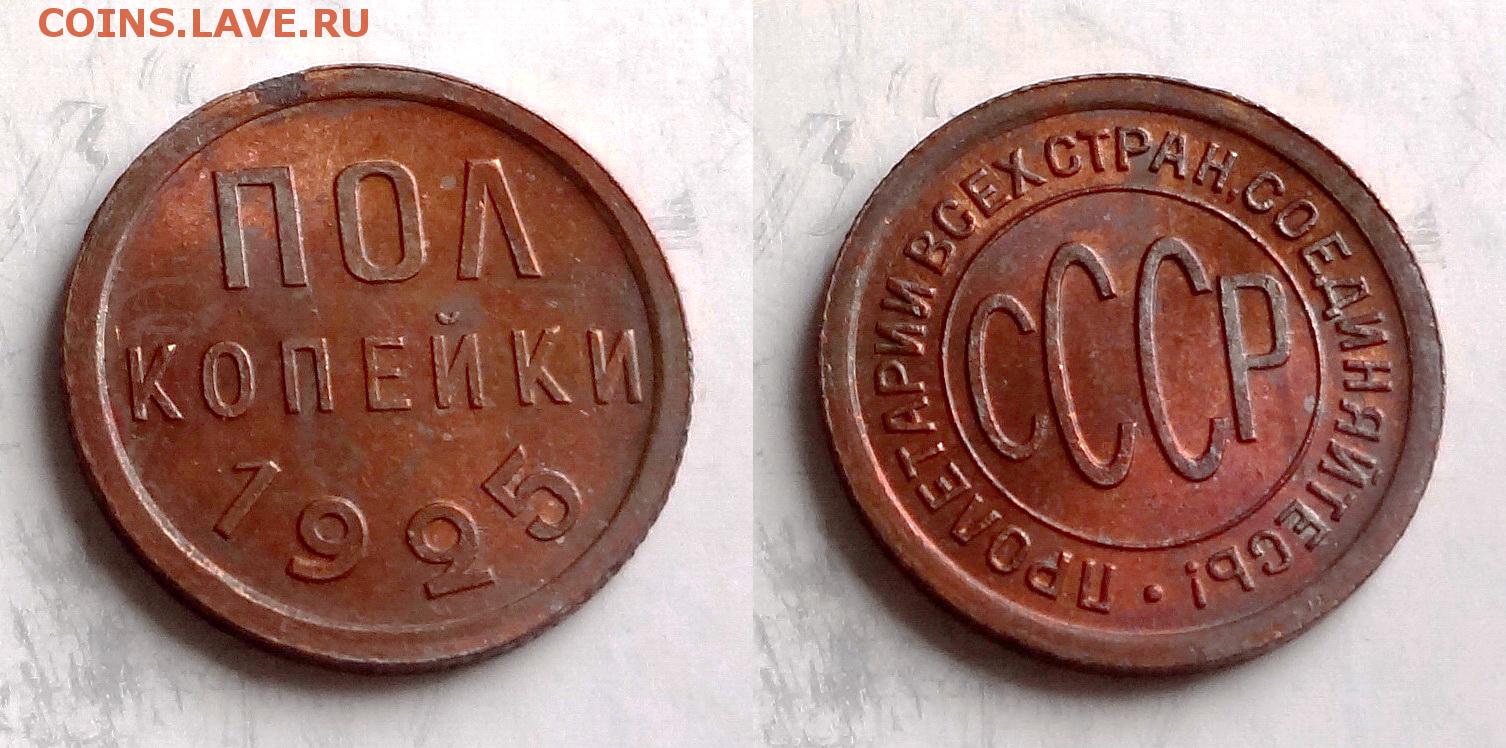 COINS.LAVE.RU
ПОЛ
КОПЕЙКИ
1925
ПРОЛЕТАРИИ ВСЕХ СТРАН, СОЕДИНЯЙТЕСЬ! •
СССР